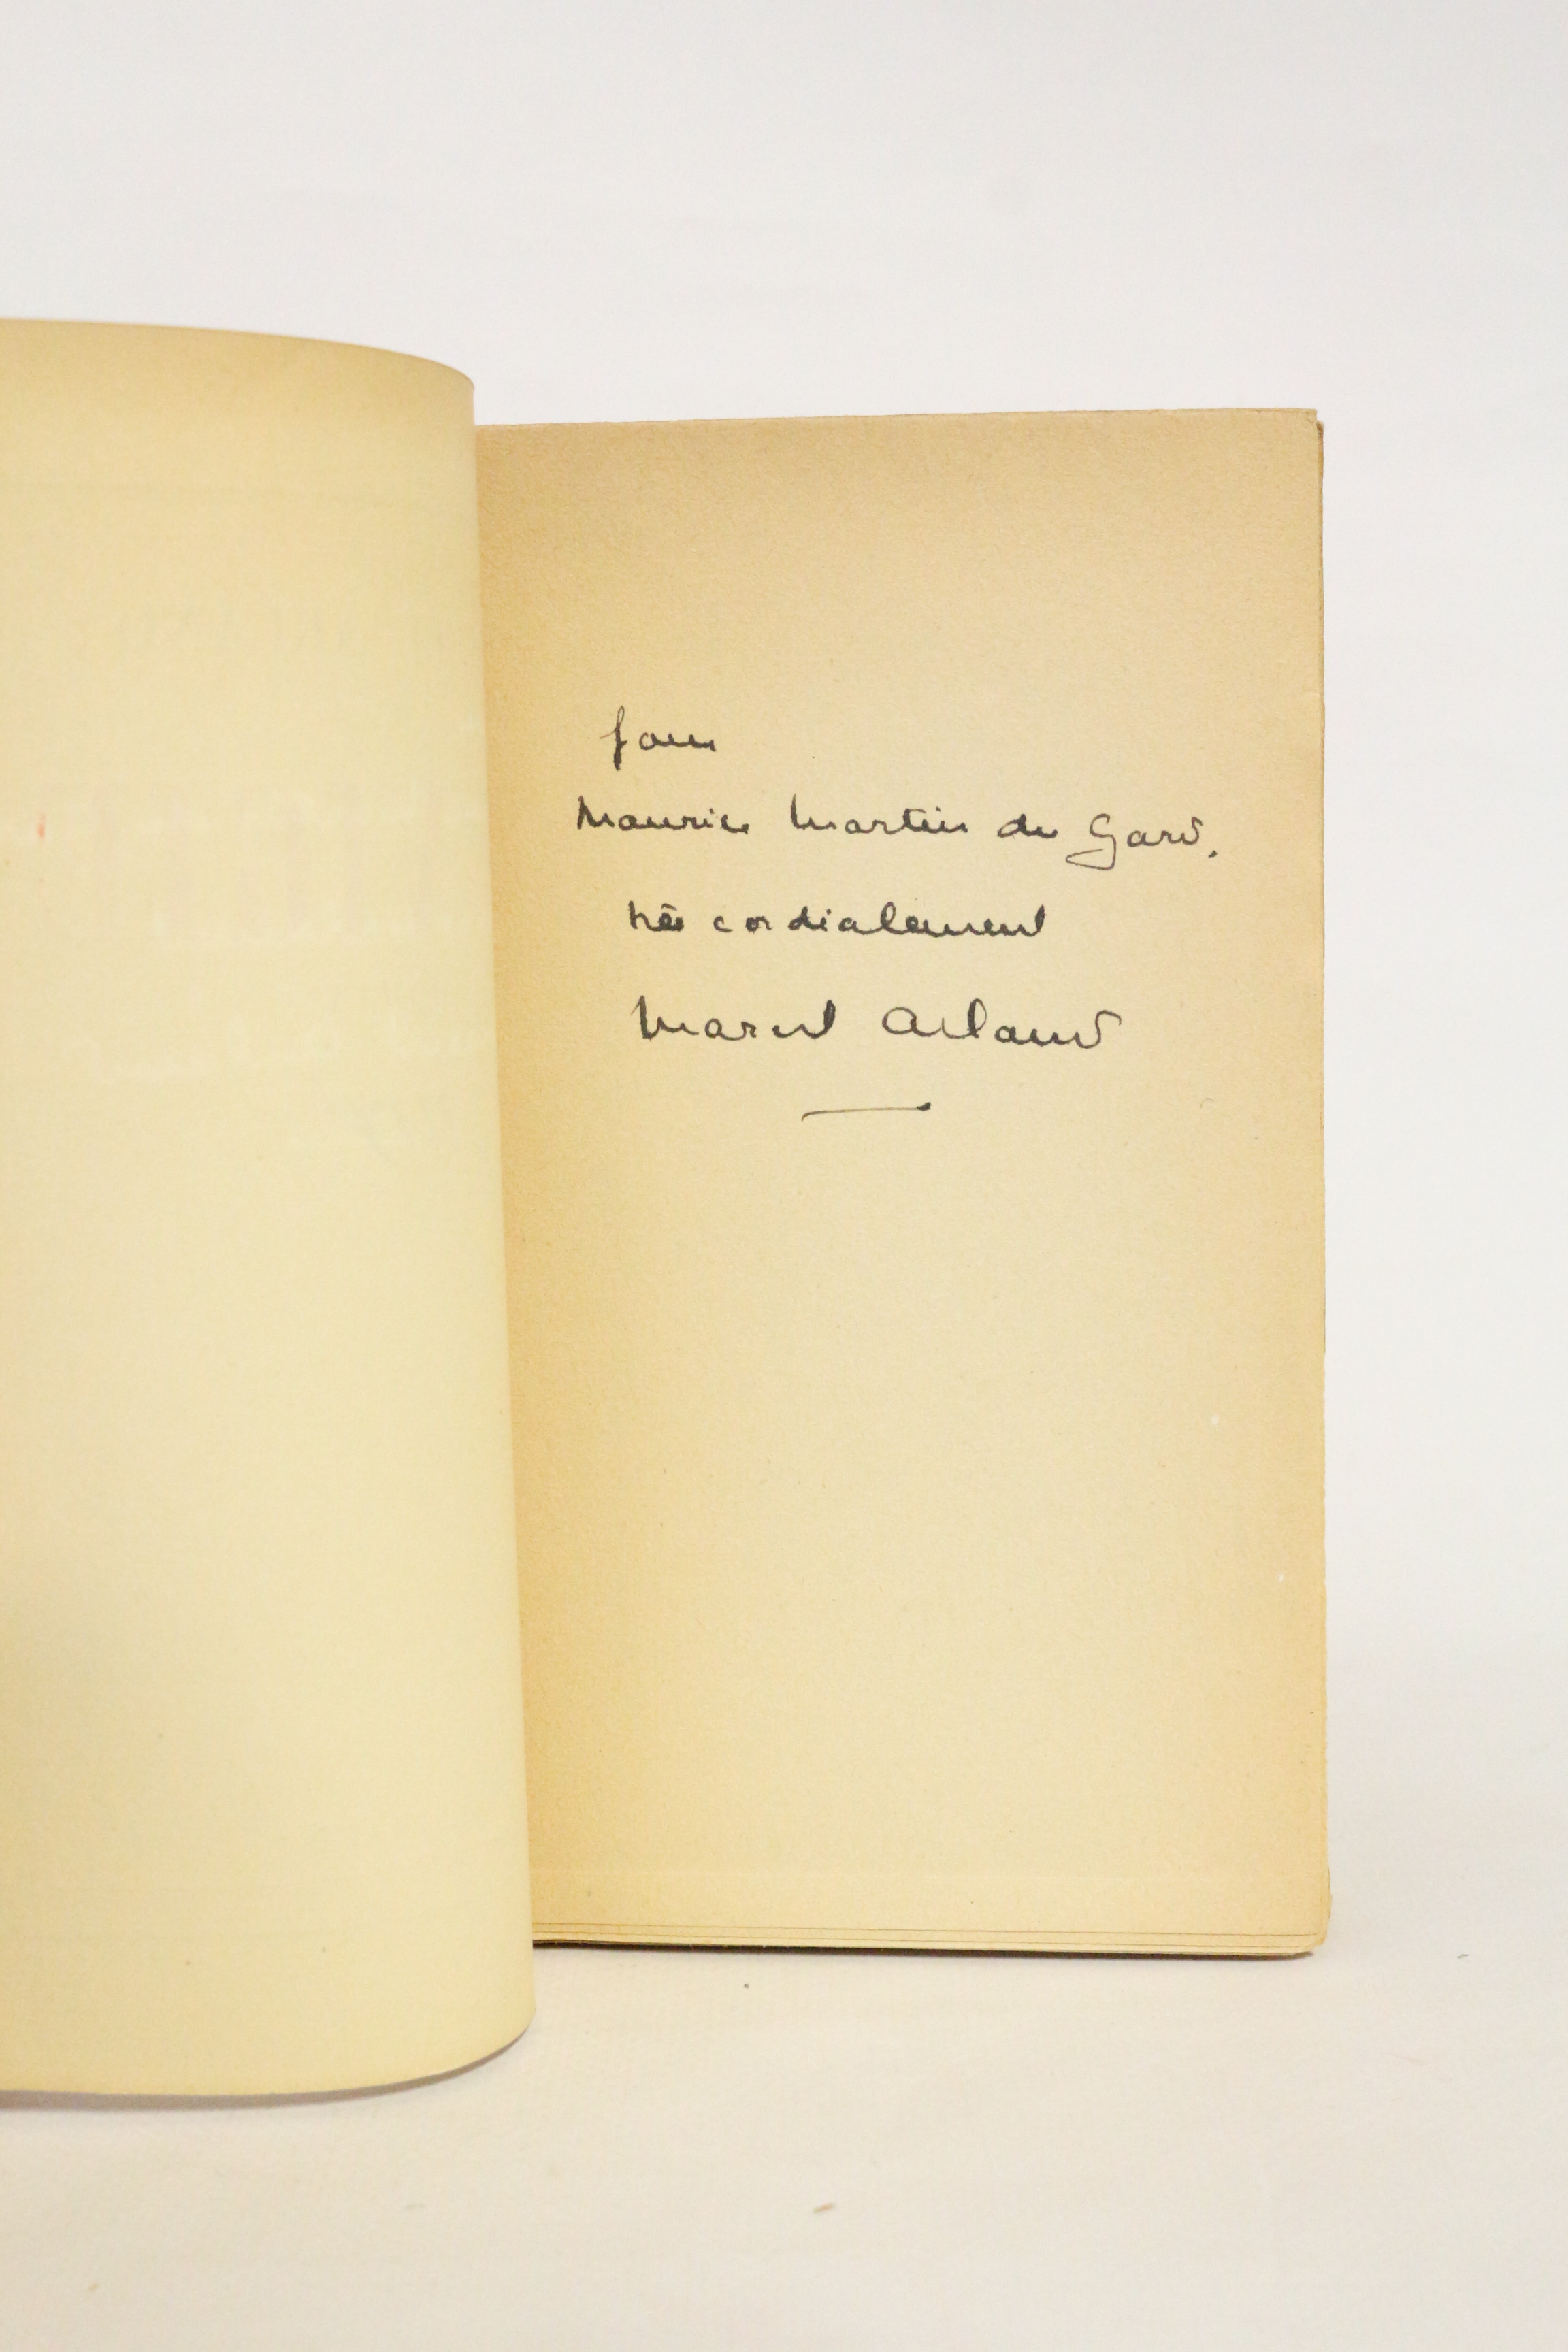 pour
Maurice Martin du Gard.
très cordialement
Marcel Arland